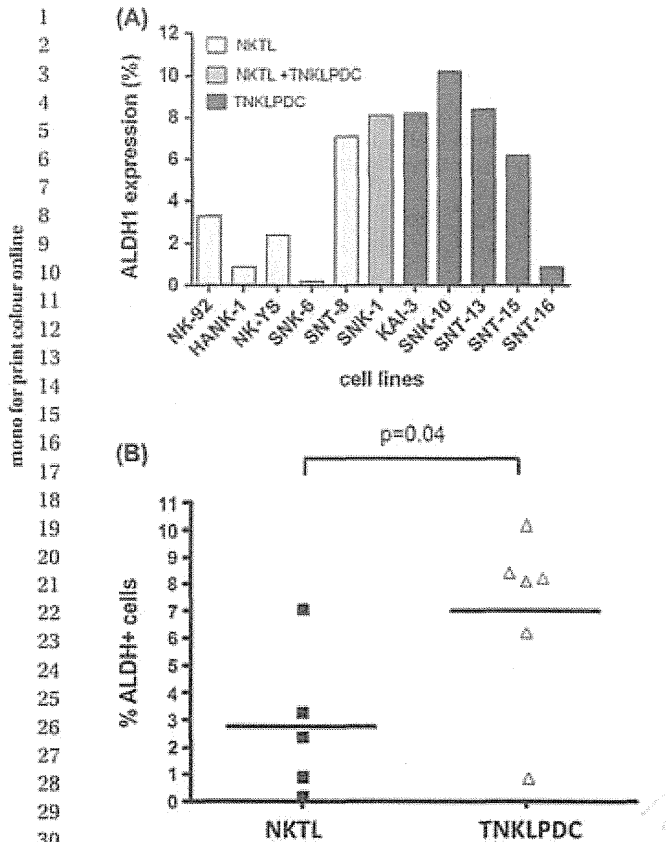 1
2
3
4
5
6
7
8
9
10
11
12
13
14
15
16
17
18
19
20
21
22
23
24
25
26
27
28
29
30
mono for print colour online
(A)
ALDH1 expression (%)
12
10
8
6
4
2
0
NKTL
NKTL +TNKLPDC
TNKLPDC
NK-92
HANK-1
NK-YS
SNK-6
SNT-8
SNK-1
KAI-3
SNK-10
SNT-13
SNT-15
SNT-16
cell lines
(B)
p=0.04
% ALDH+ cells
11
10
9
8
7
6
5
4
3
2
1
0
NKTL
TNKLPDC